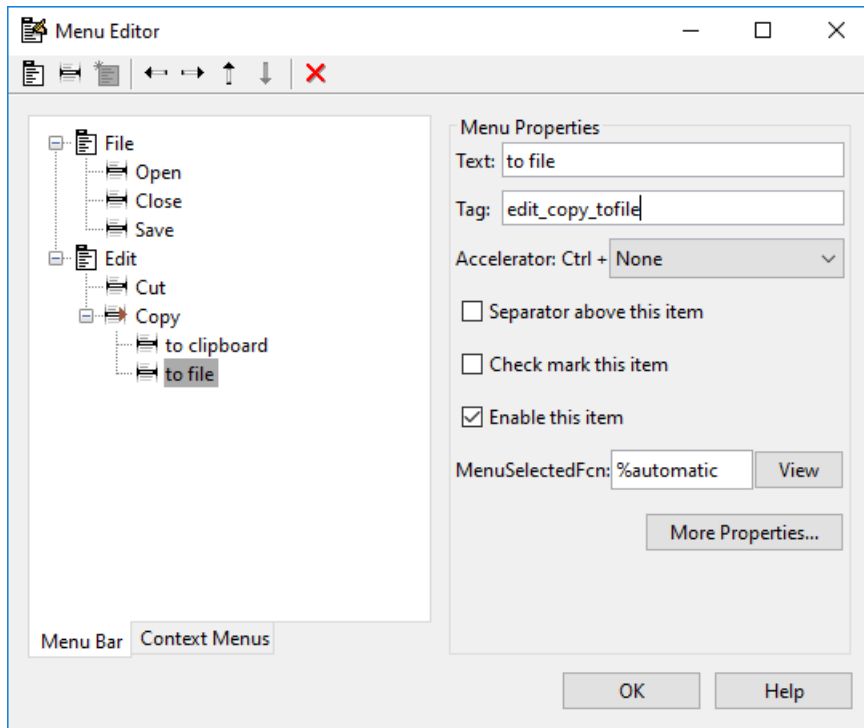 Menu Editor
File
Open
Close
Save
Edit
Cut
Copy
to clipboard
to file
Menu Bar
Context Menus
Menu Properties
Text: to file
Tag: edit_copy_tofile
Accelerator: Ctrl + None
Separator above this item
Check mark this item
Enable this item
MenuSelectedFcn: %automatic View
More Properties...
OK
Help